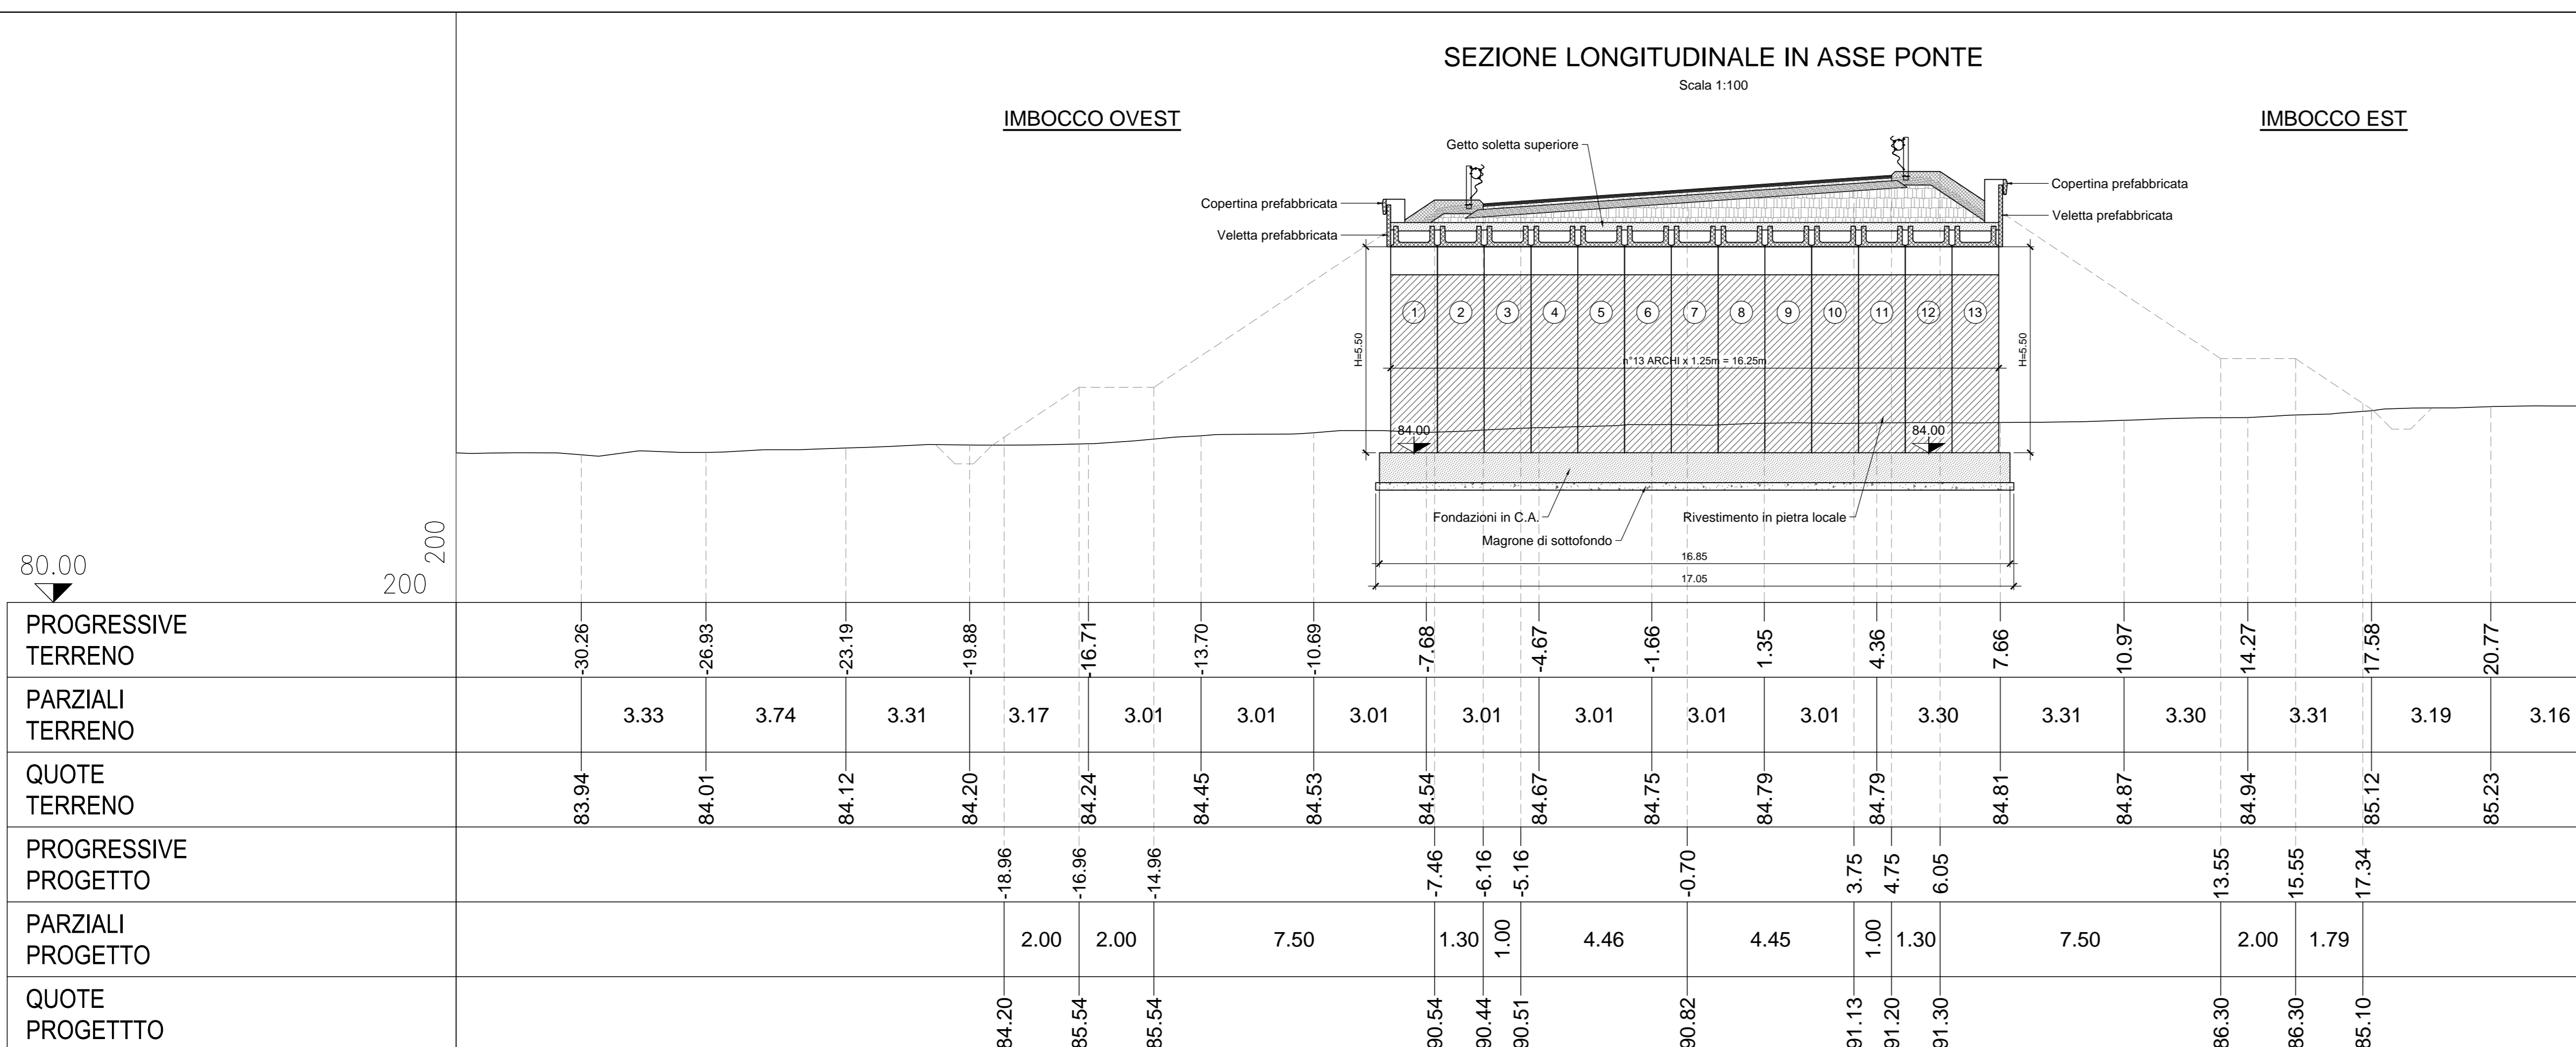 SEZIONE LONGITUDINALE IN ASSE PONTE
Scala 1:100
IMBOCCO OVEST
IMBOCCO EST
Getto soletta superiore
Copertina prefabbricata
Veletta prefabbricata
Copertina prefabbricata
Veletta prefabbricata
1 2 3 4 5 6 7 8 9 10 11 12 13
H=5.50
n°13 ARCHI x 1.25m = 16.25m
H=5.50
84.00
84.00
Fondazioni in C.A.
Rivestimento in pietra locale
Magrone di sottofondo
16.85
17.05
200
200
80.00
PROGRESSIVE
TERRENO
-30.26 -26.93 -23.19 -19.88 -16.71 -13.70 -10.69 -7.68 -4.67 -1.66 1.35 4.36 7.66 10.97 14.27 17.58 20.77
PARZIALI
TERRENO
3.33 3.74 3.31 3.17 3.01 3.01 3.01 3.01 3.01 3.01 3.01 3.30 3.31 3.30 3.31 3.19 3.16
QUOTE
TERRENO
83.94 84.01 84.12 84.20 84.24 84.45 84.53 84.54 84.67 84.75 84.79 84.79 84.81 84.87 84.94 85.12 85.23
PROGRESSIVE
PROGETTO
-18.96 -16.96 -14.96 -7.46 -6.16 -5.16 -0.70 3.75 4.75 6.05 13.55 15.55 17.34
PARZIALI
PROGETTO
2.00 2.00 7.50 1.30 1.00 4.46 4.45 1.00 1.30 7.50 2.00 1.79
QUOTE
PROGETTTO
84.20 85.54 85.54 90.54 90.44 90.51 90.82 91.13 91.20 91.30 86.30 86.30 85.10